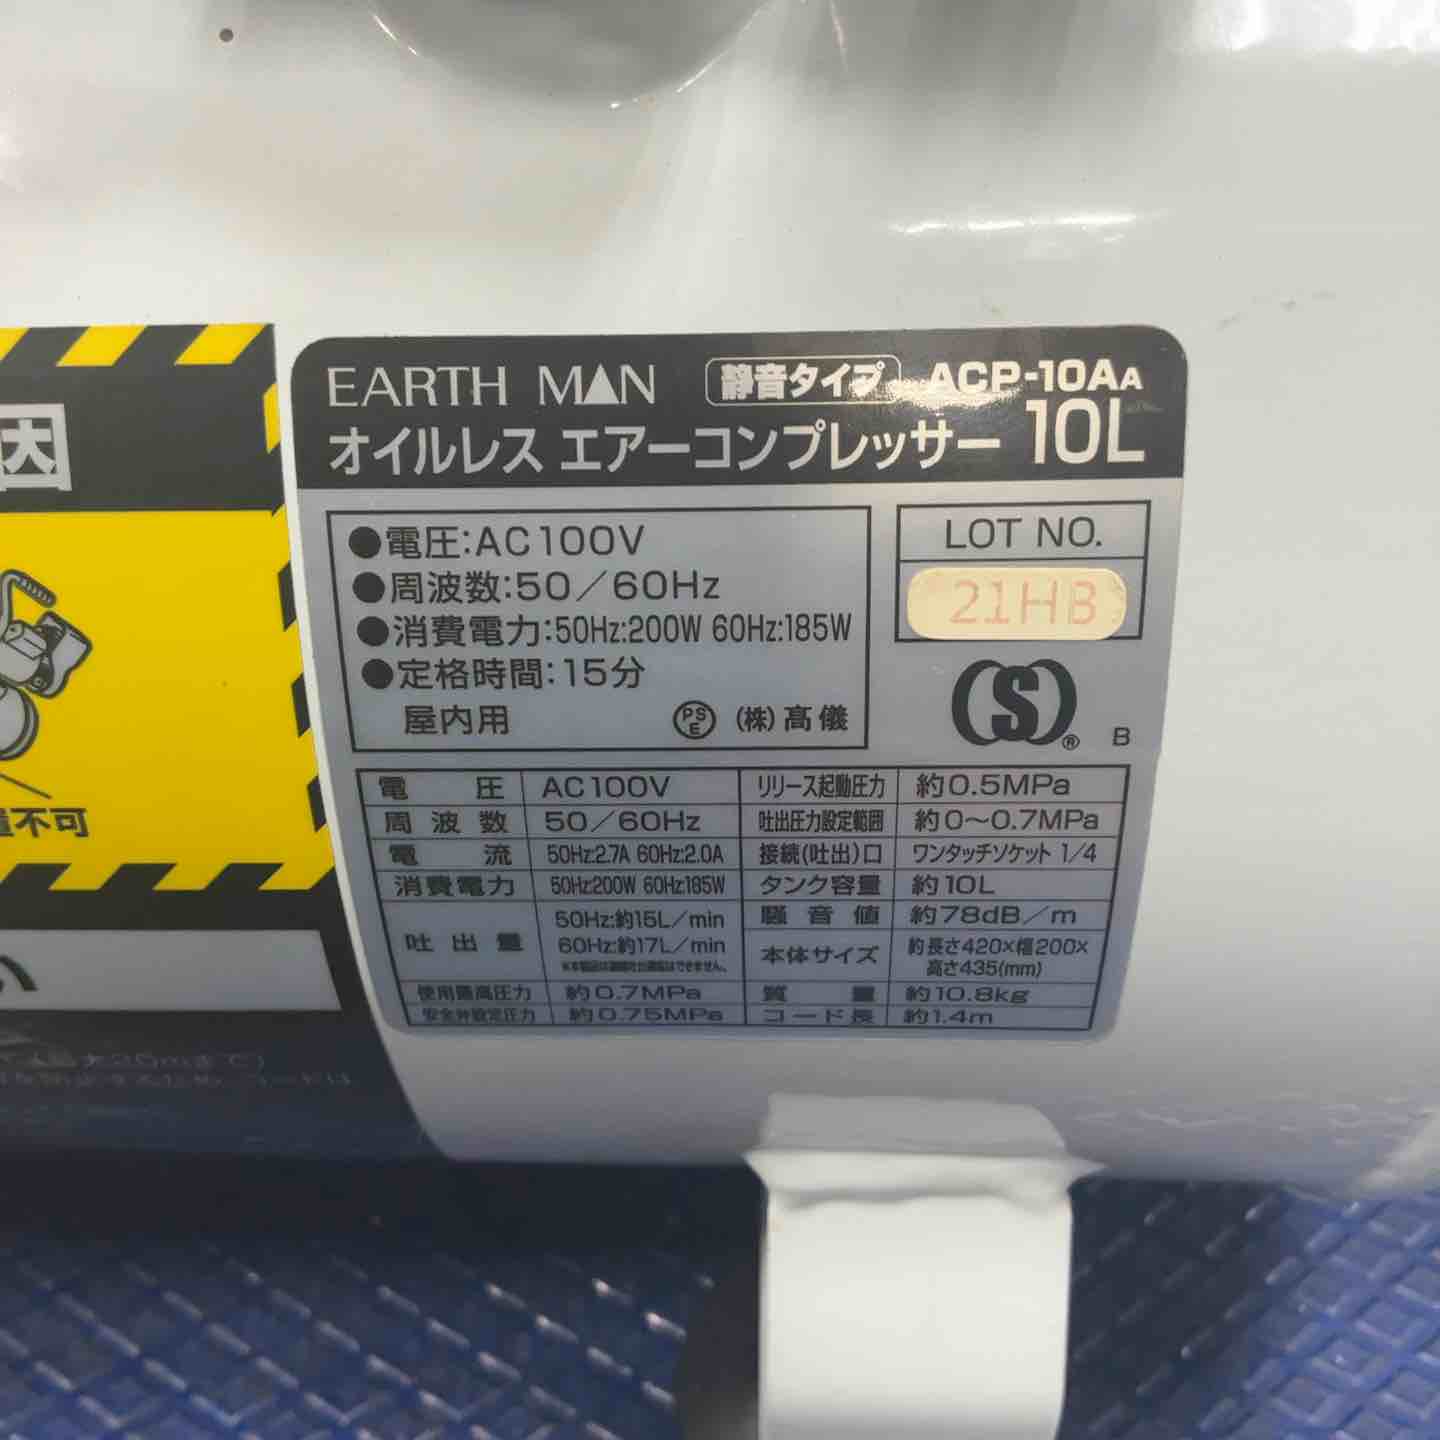 EARTH MAN 静音タイプ ACP-10AA
オイルレス エアーコンプレッサー 10L
●電圧:AC100V
●周波数:50／60Hz
●消費電力:50Hz:200W 60Hz:185W
●定格時間:15分
屋内用 PSE (株)髙儀
LOT NO.
21HB
S ® B
電圧 AC100V
周波数 50／60Hz
電流 50Hz:2.7A 60Hz:2.0A
消費電力 50Hz:200W 60Hz:185W
吐出量 50Hz:約15L／min
60Hz:約17L／min
使用最高圧力 約0.7MPa
安全弁設定圧力 約0.75MPa
リリース起動圧力 約0.5MPa
吐出圧力設定範囲 約0～0.7MPa
接続(吐出)口 ワンタッチソケット 1/4
タンク容量 約10L
騒音値 約78dB／m
本体サイズ 約長さ420×幅200×
高さ435(mm)
質量 約10.8kg
コード長 約1.4m
因
不可
い